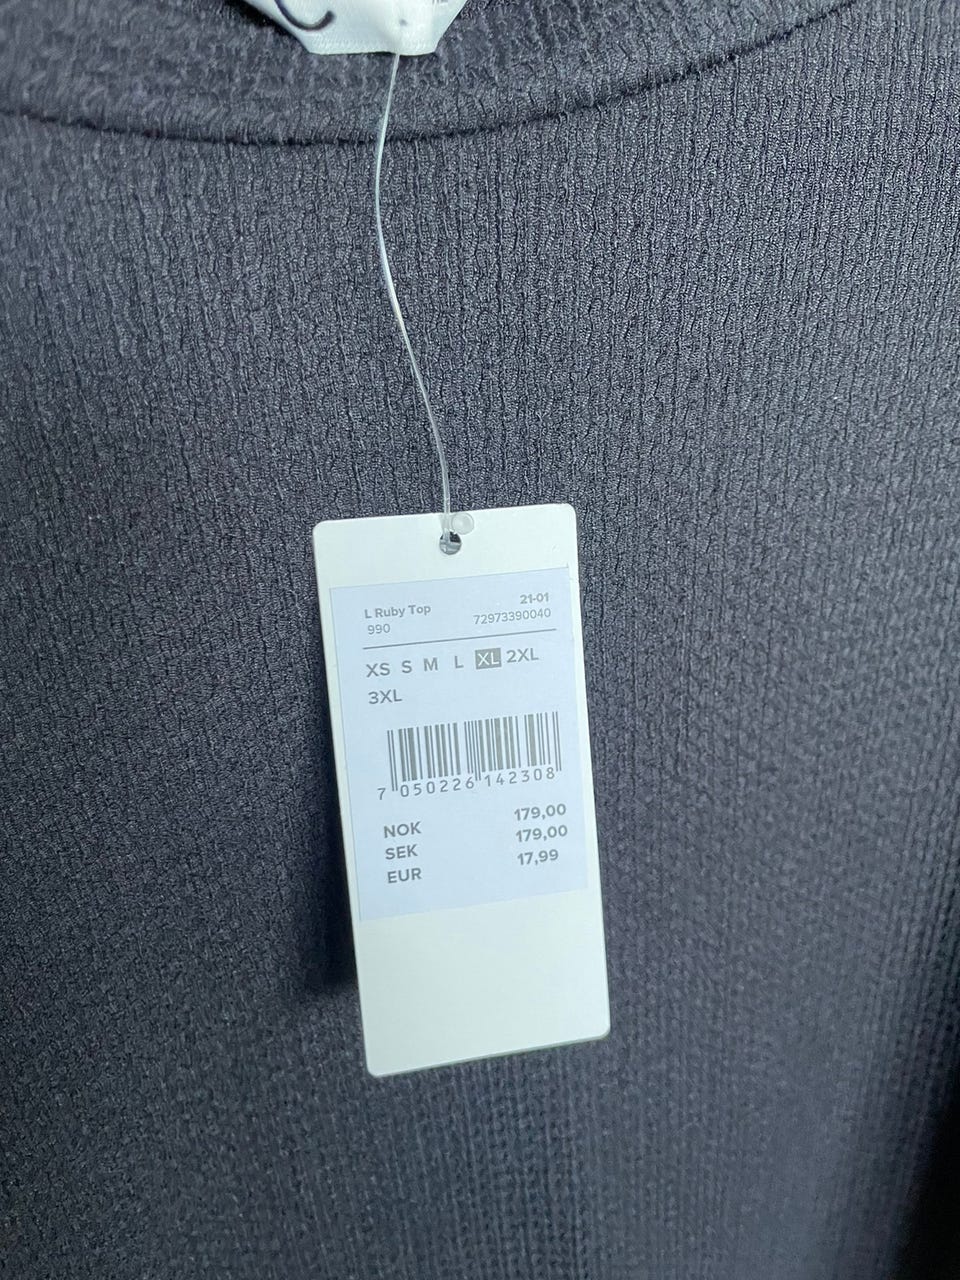 L Ruby Top 21-01
990 72973390040
XS S M L XL 2XL
3XL
7 050226 142308
NOK 179,00
SEK 179,00
EUR 17,99